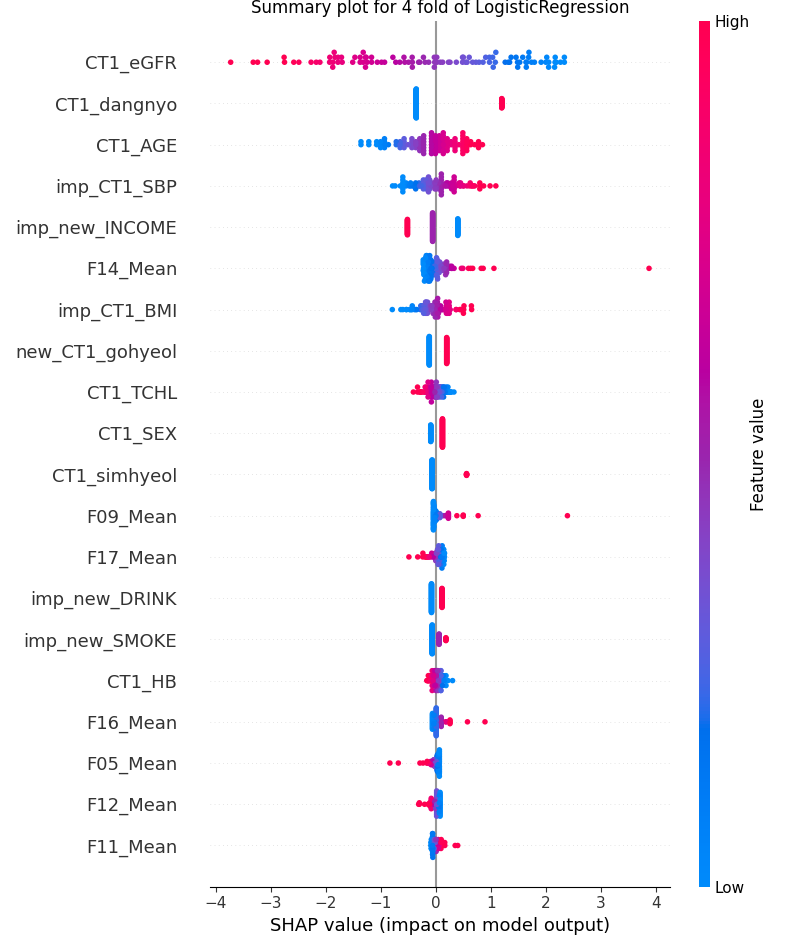 Summary plot for 4 fold of LogisticRegression
High
CT1_eGFR
CT1_dangnyo
CT1_AGE
imp_CT1_SBP
imp_new_INCOME
F14_Mean
imp_CT1_BMI
new_CT1_gohyeol
CT1_TCHL
CT1_SEX
CT1_simhyeol
F09_Mean
F17_Mean
imp_new_DRINK
imp_new_SMOKE
CT1_HB
F16_Mean
F05_Mean
F12_Mean
F11_Mean
Feature value
Low
−4 −3 −2 −1 0 1 2 3 4
SHAP value (impact on model output)